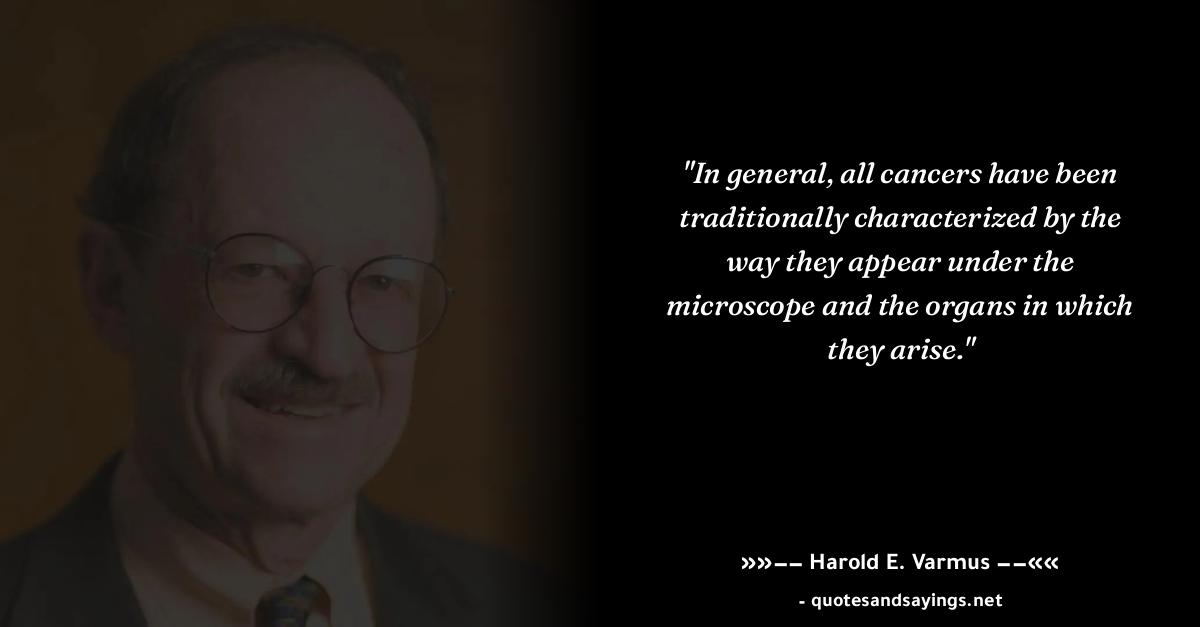 "In general, all cancers have been
traditionally characterized by the
way they appear under the
microscope and the organs in which
they arise."
»»−− Harold E. Varmus −−««
- quotesandsayings.net